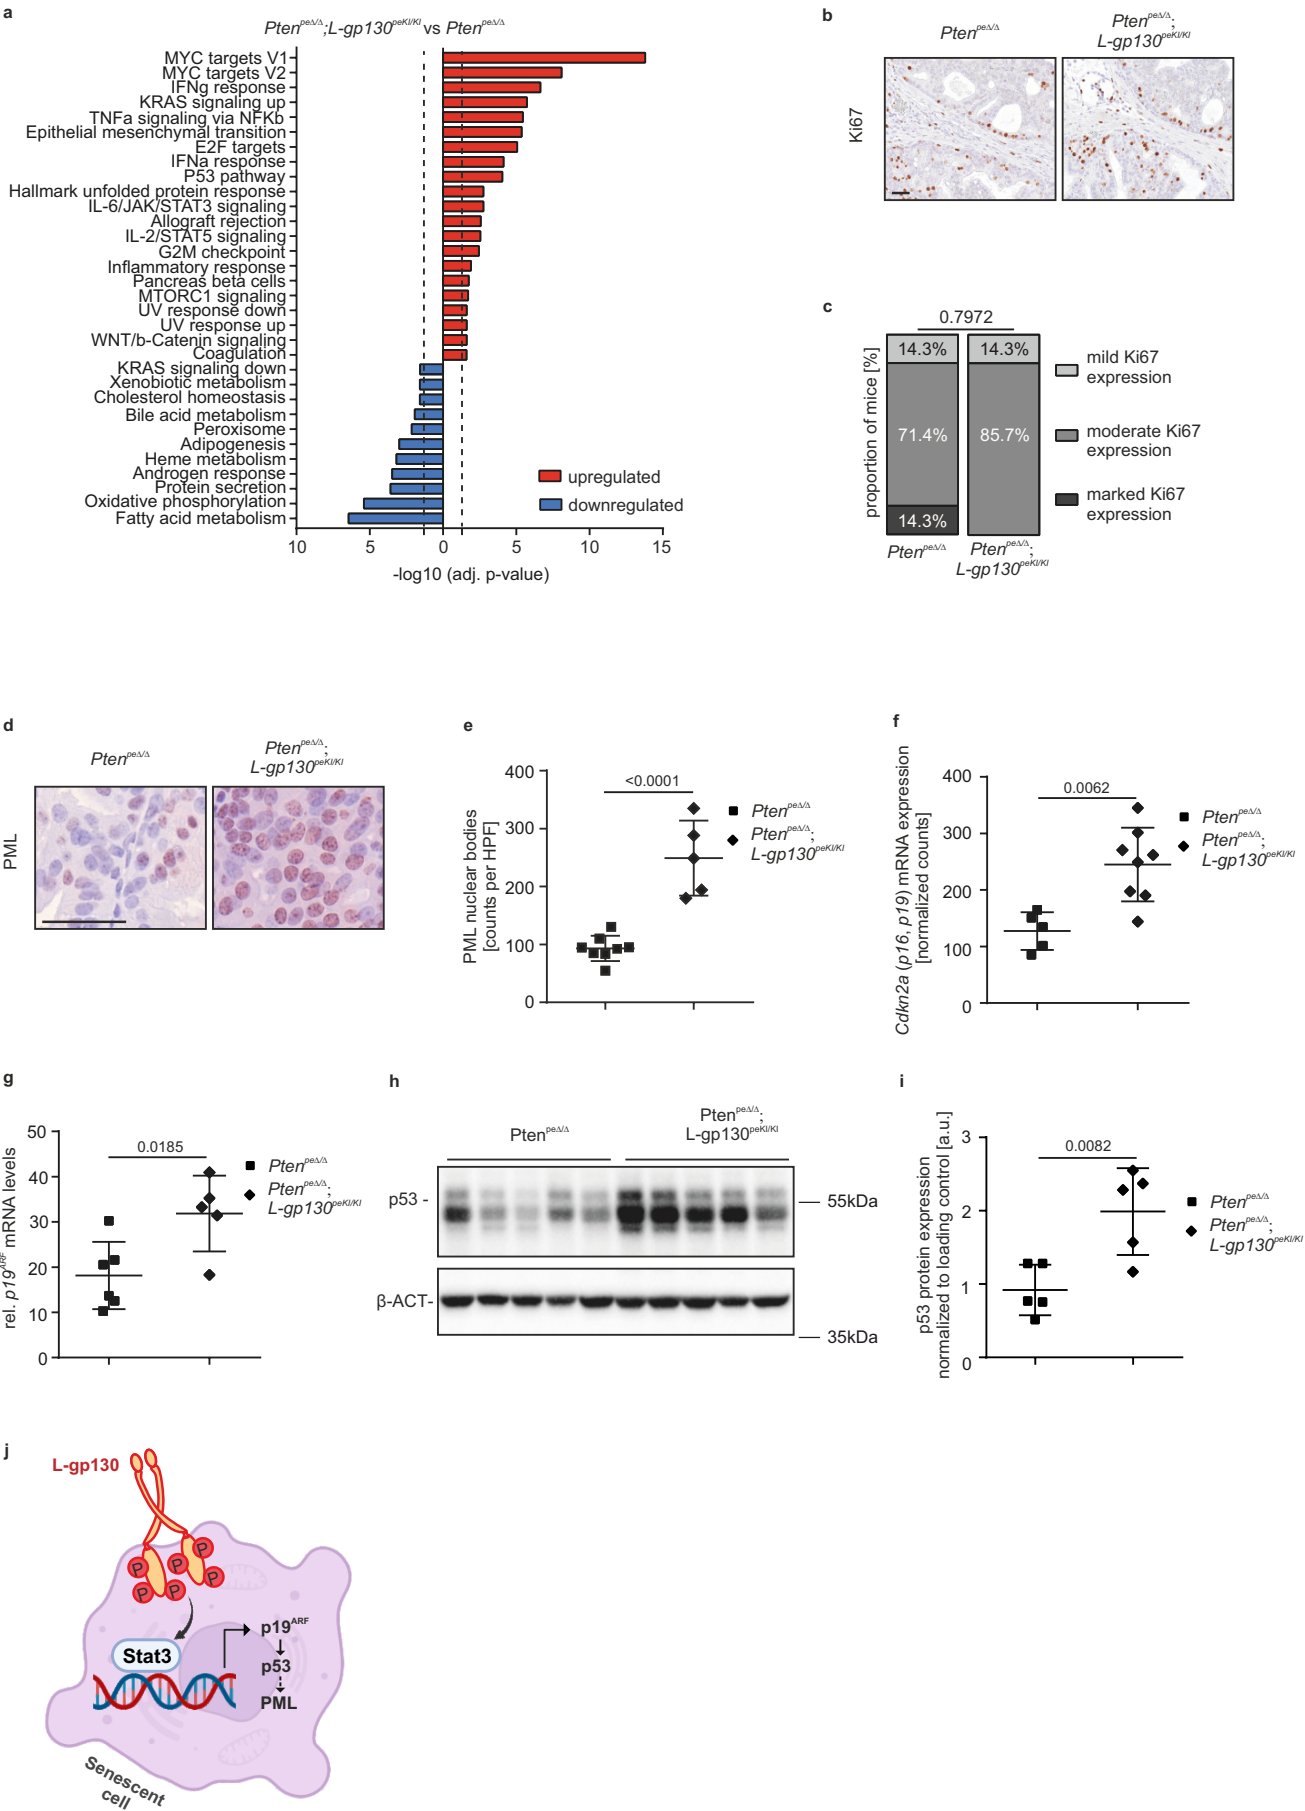 a
Pten^peΔ/Δ;L-gp130^peKI/KI vs Pten^peΔ/Δ
MYC targets V1
MYC targets V2
IFNg response
KRAS signaling up
TNFa signaling via NFKb
Epithelial mesenchymal transition
E2F targets
IFNa response
P53 pathway
Hallmark unfolded protein response
IL-6/JAK/STAT3 signaling
Allograft rejection
IL-2/STAT5 signaling
G2M checkpoint
Inflammatory response
Pancreas beta cells
MTORC1 signaling
UV response down
UV response up
WNT/b-Catenin signaling
Coagulation
KRAS signaling down
Xenobiotic metabolism
Cholesterol homeostasis
Bile acid metabolism
Peroxisome
Adipogenesis
Heme metabolism
Androgen response
Protein secretion
Oxidative phosphorylation
Fatty acid metabolism
upregulated
downregulated
10 5 0 5 10 15
-log10 (adj. p-value)
b
Pten^peΔ/Δ
Pten^peΔ/Δ;
L-gp130^peKI/KI
Ki67
c
0.7972
proportion of mice [%]
14.3% 14.3%
71.4% 85.7%
14.3%
Pten^peΔ/Δ
Pten^peΔ/Δ;
L-gp130^peKI/KI
mild Ki67
expression
moderate Ki67
expression
marked Ki67
expression
d
Pten^peΔ/Δ
Pten^peΔ/Δ;
L-gp130^peKI/KI
PML
e
PML nuclear bodies
[counts per HPF]
400
300
200
100
0
<0.0001
Pten^peΔ/Δ
Pten^peΔ/Δ;
L-gp130^peKI/KI
f
Cdkn2a (p16, p19) mRNA expression
[normalized counts]
400
300
200
100
0
0.0062
Pten^peΔ/Δ
Pten^peΔ/Δ;
L-gp130^peKI/KI
g
rel. p19^ARF mRNA levels
50
40
30
20
10
0
0.0185
Pten^peΔ/Δ
Pten^peΔ/Δ;
L-gp130^peKI/KI
h
Pten^peΔ/Δ
Pten^peΔ/Δ;
L-gp130^peKI/KI
p53 -
55kDa
β-ACT-
35kDa
i
p53 protein expression
normalized to loading control [a.u.]
3
2
1
0
0.0082
Pten^peΔ/Δ
Pten^peΔ/Δ;
L-gp130^peKI/KI
j
L-gp130
P P P P P P
Stat3
p19^ARF
p53
PML
Senescent
cell